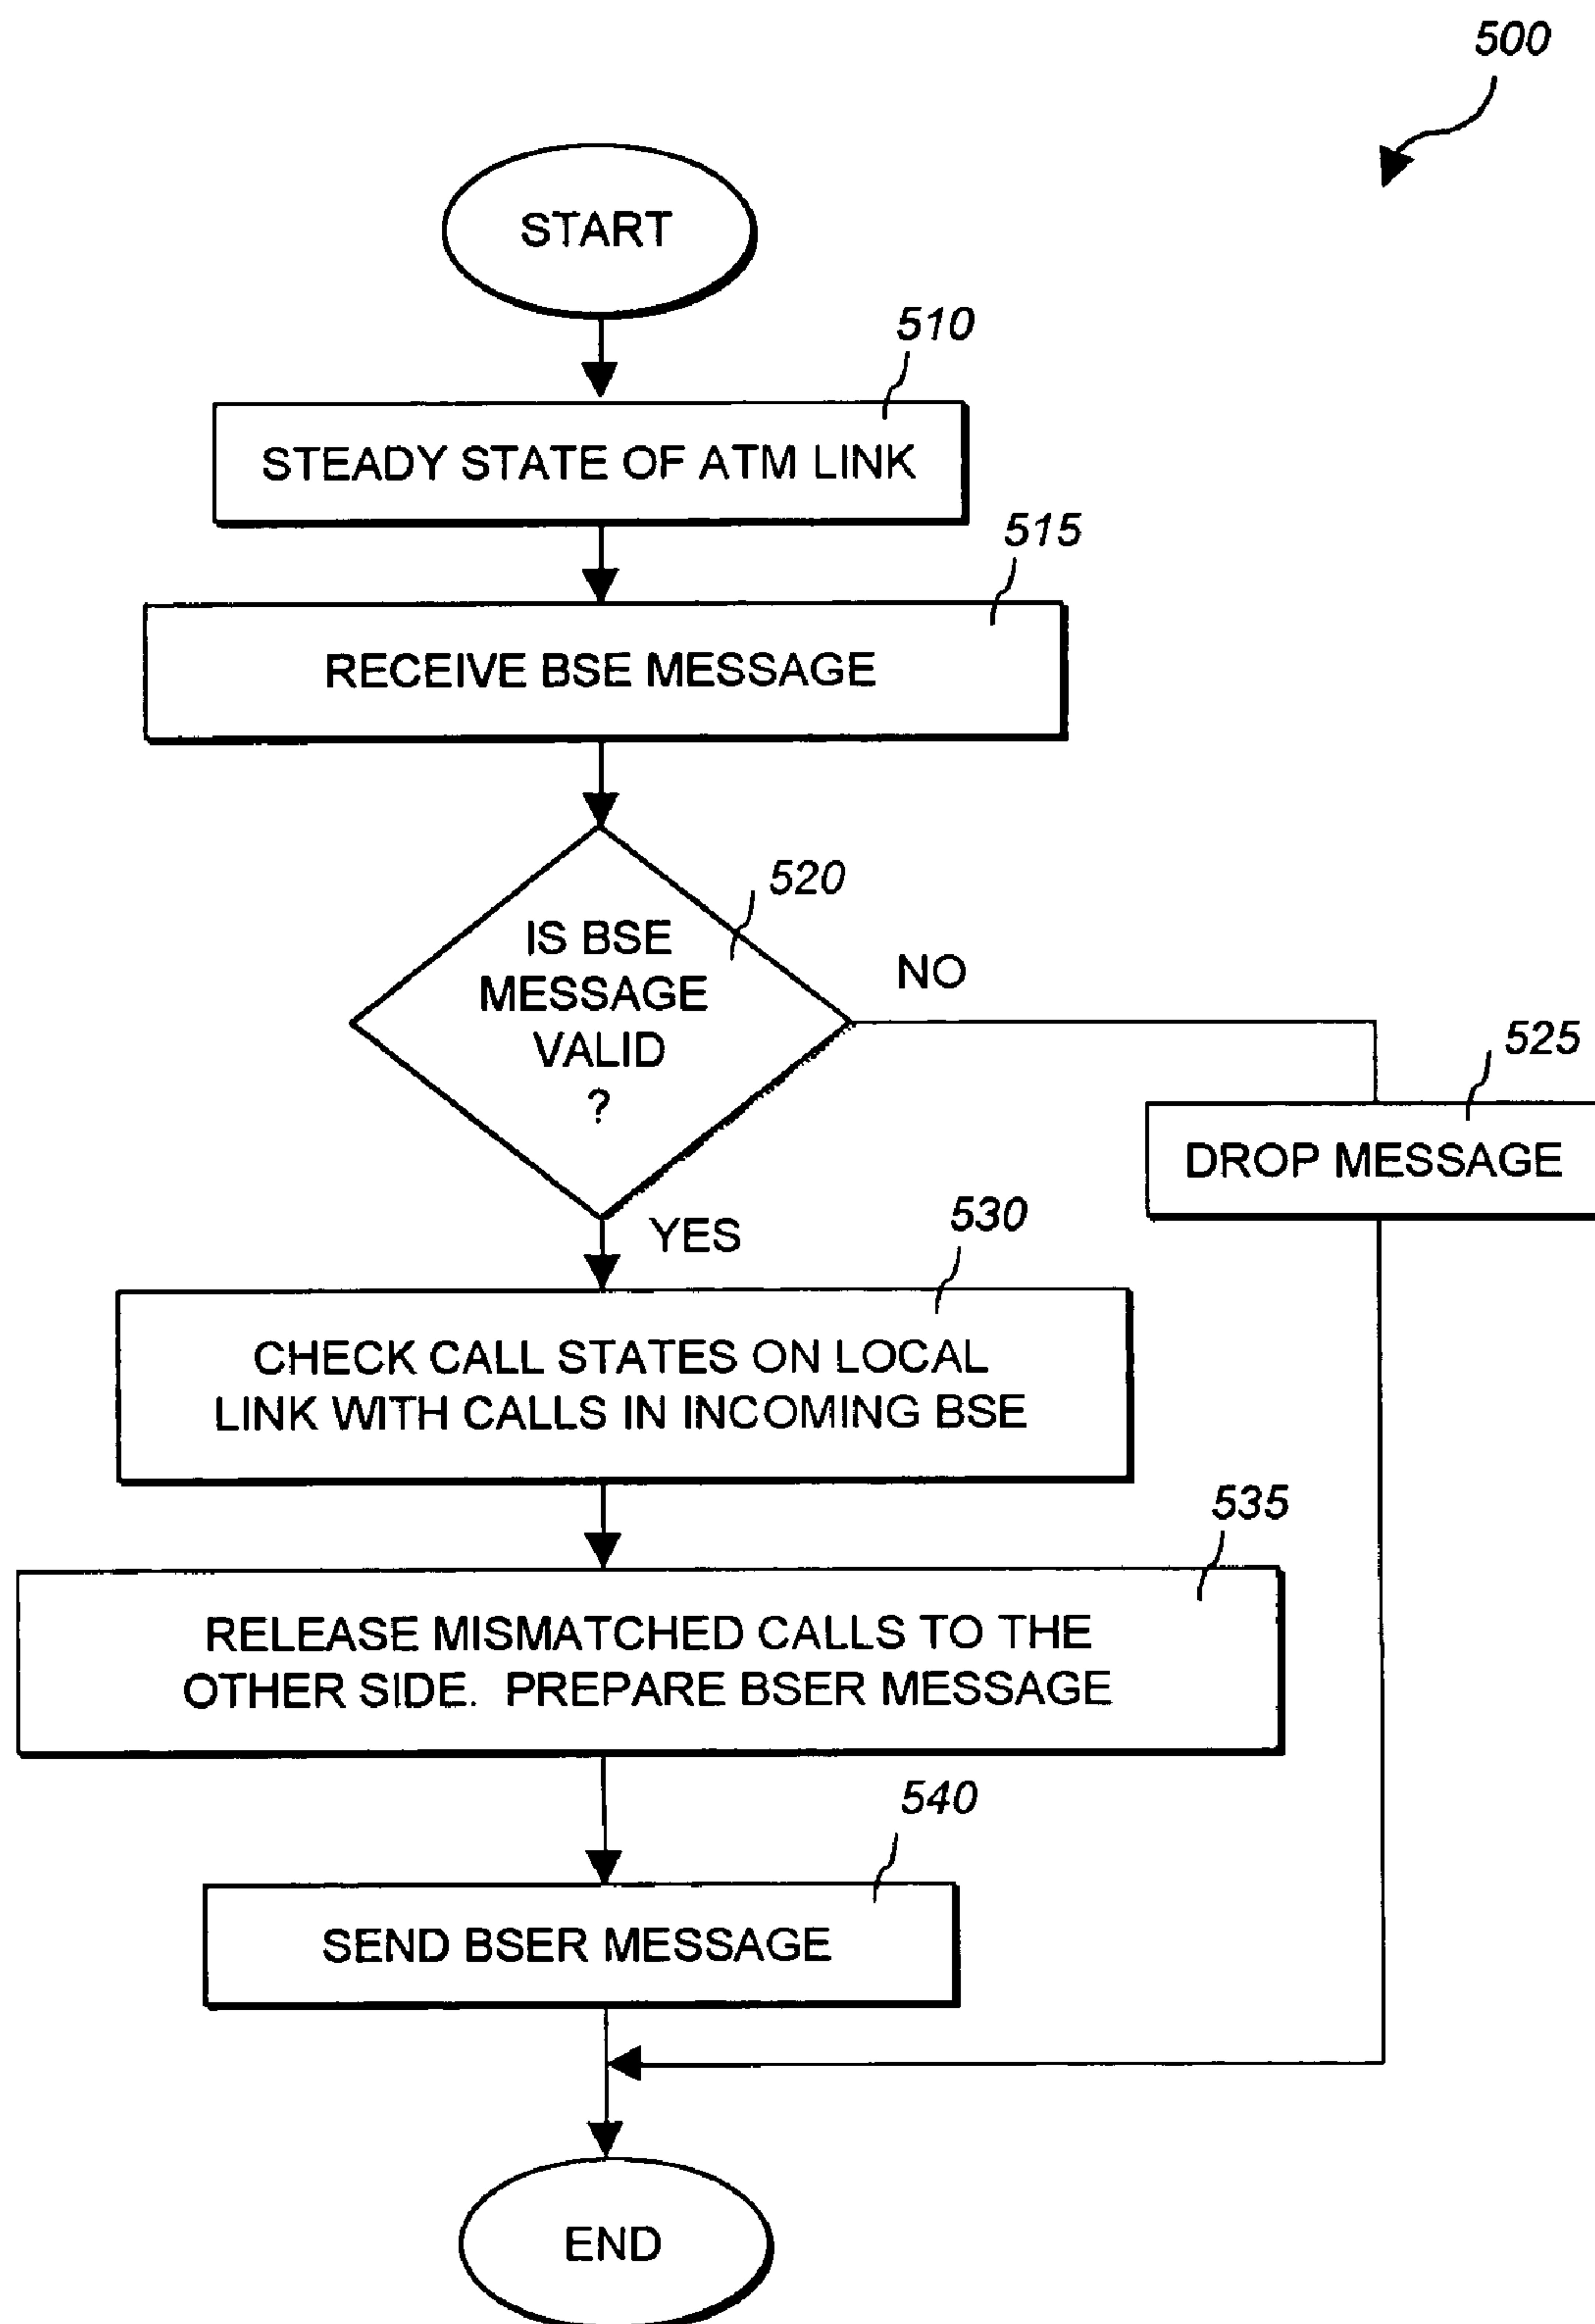 500
START
510
STEADY STATE OF ATM LINK
515
RECEIVE BSE MESSAGE
520
IS BSE
MESSAGE
VALID
?
NO
525
DROP MESSAGE
YES
530
CHECK CALL STATES ON LOCAL
LINK WITH CALLS IN INCOMING BSE
535
RELEASE MISMATCHED CALLS TO THE
OTHER SIDE. PREPARE BSER MESSAGE
540
SEND BSER MESSAGE
END